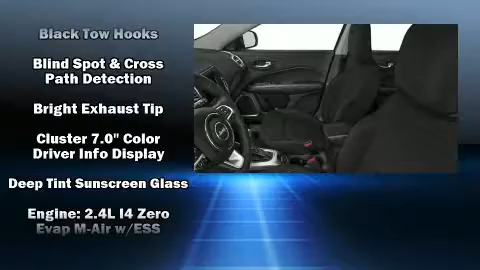 Black Tow Hooks
Blind Spot & Cross
Path Detection
Bright Exhaust Tip
Cluster 7.0" Color
Driver Info Display
Deep Tint Sunscreen Glass
Engine: 2.4L I4 Zero
Evap M-Air w/ESS